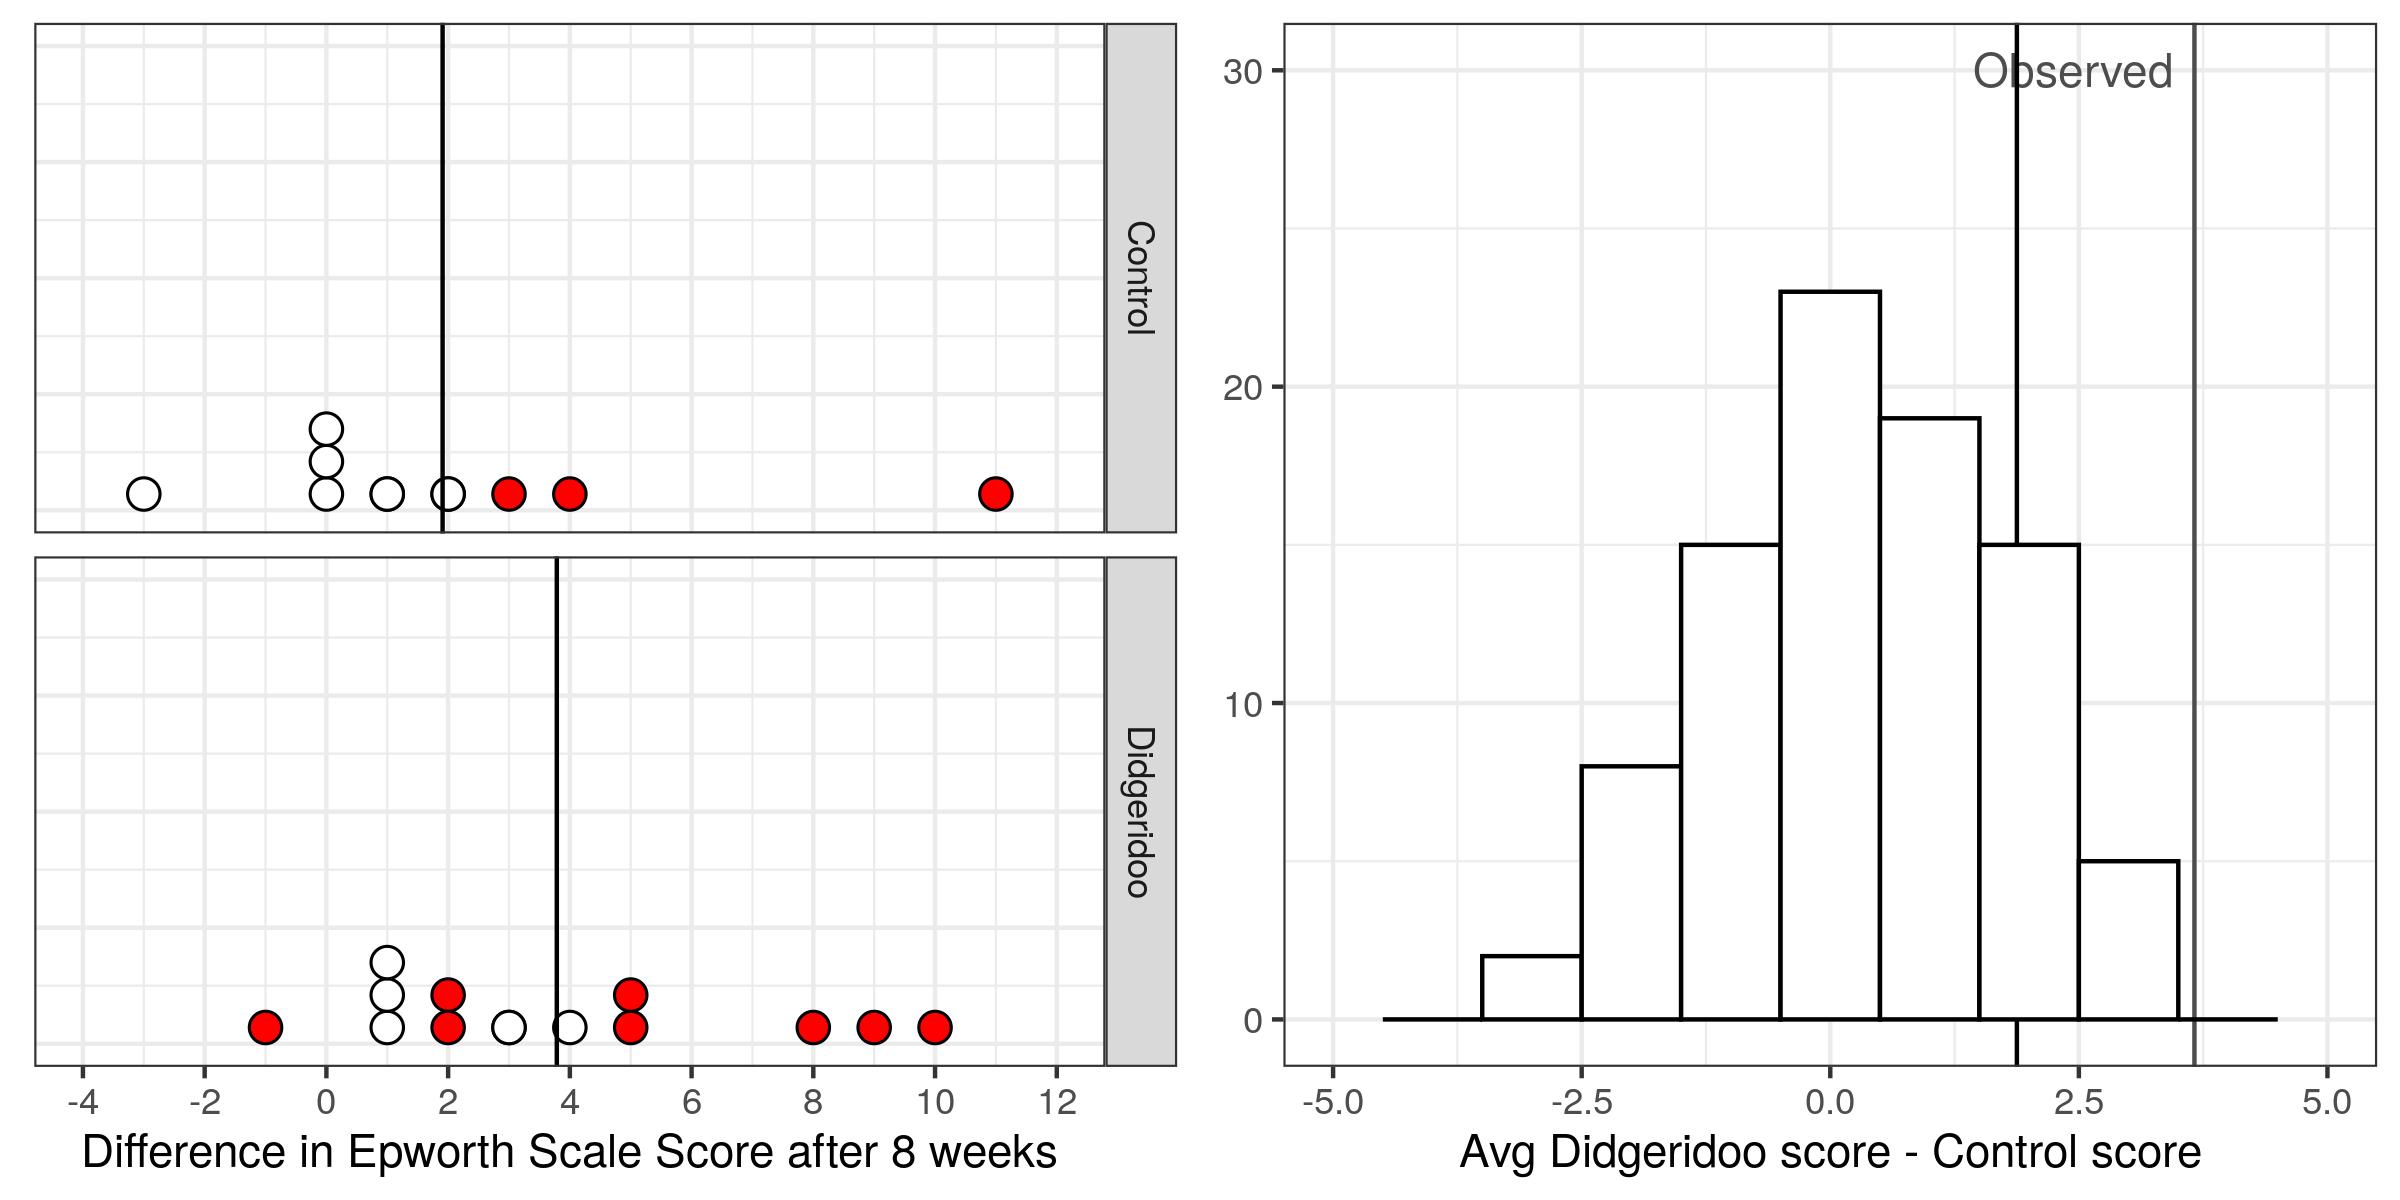 Control
Didgeridoo
-4 -2 0 2 4 6 8 10 12
Difference in Epworth Scale Score after 8 weeks
Observed
30
20
10
0
-5.0 -2.5 0.0 2.5 5.0
Avg Didgeridoo score - Control score